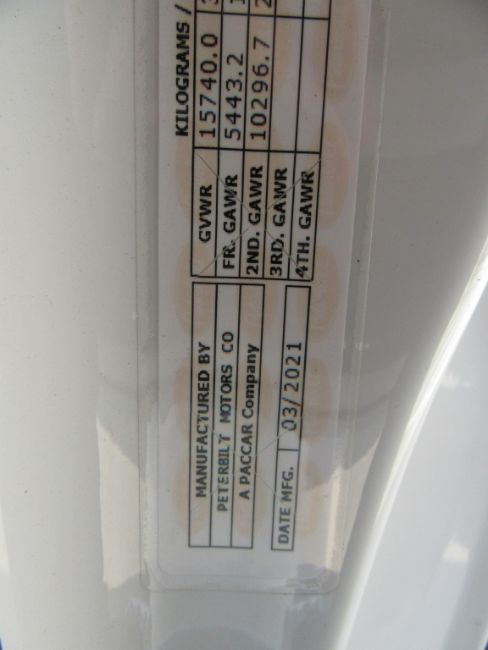 KILOGRAMS /
MANUFACTURED BY
PETERBILT MOTORS CO
A PACCAR Company
DATE MFG. 03/2021
GVWR 15740.0
FR. GAWR 5443.2
2ND. GAWR 10296.7
3RD. GAWR
4TH. GAWR